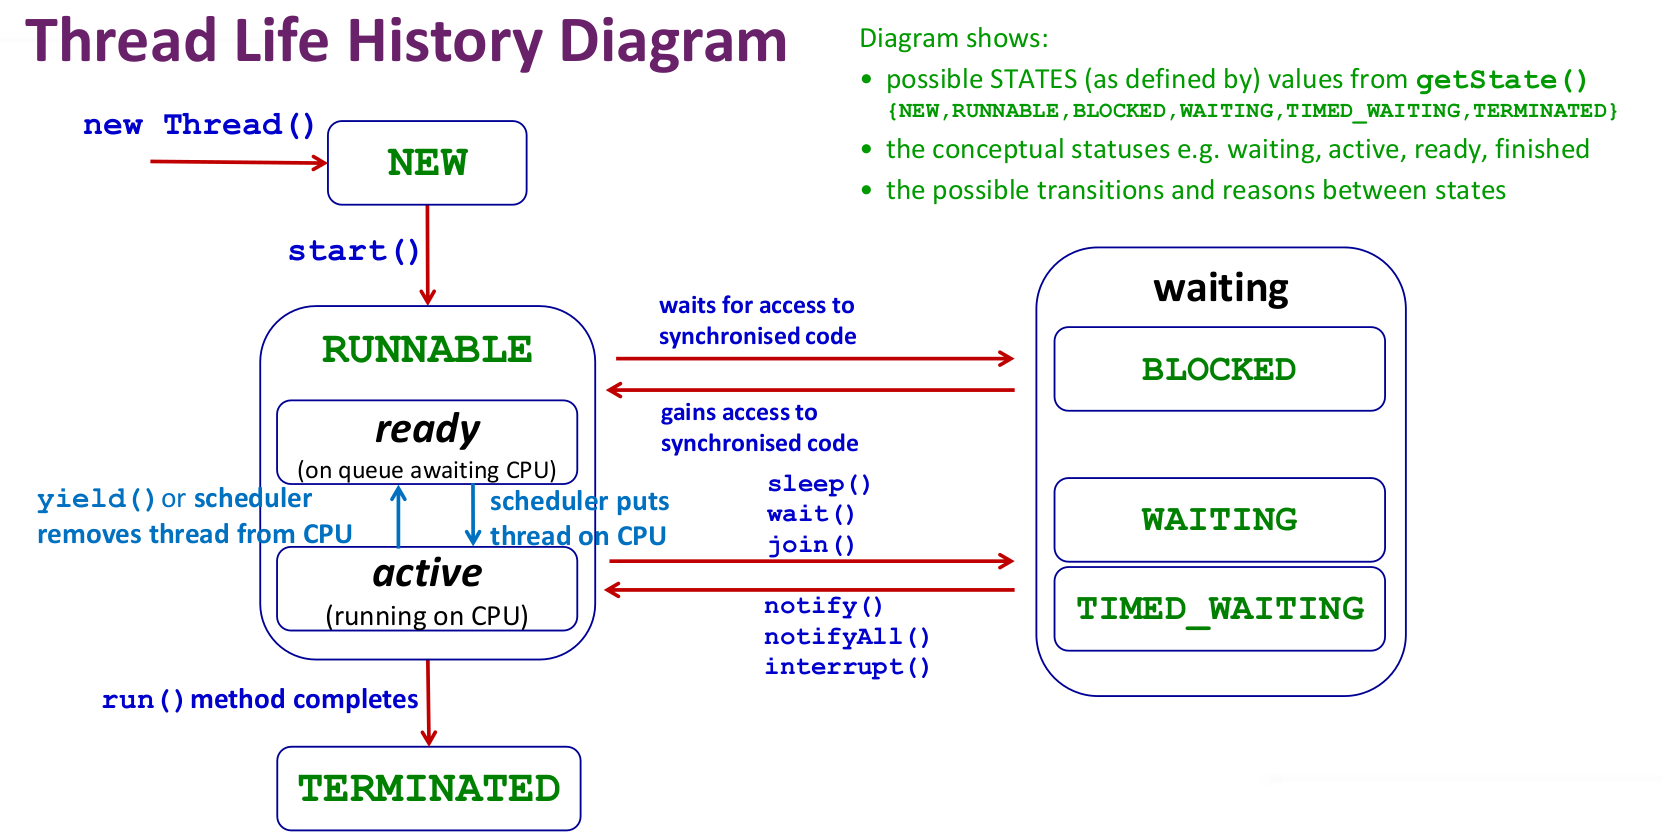 Thread Life History Diagram
Diagram shows:
• possible STATES (as defined by) values from getState()
{NEW,RUNNABLE,BLOCKED,WAITING,TIMED_WAITING,TERMINATED}
• the conceptual statuses e.g. waiting, active, ready, finished
• the possible transitions and reasons between states
new Thread()
NEW
start()
RUNNABLE
ready
(on queue awaiting CPU)
yield() or scheduler
removes thread from CPU
scheduler puts
thread on CPU
active
(running on CPU)
run() method completes
TERMINATED
waits for access to
synchronised code
gains access to
synchronised code
sleep()
wait()
join()
notify()
notifyAll()
interrupt()
waiting
BLOCKED
WAITING
TIMED_WAITING